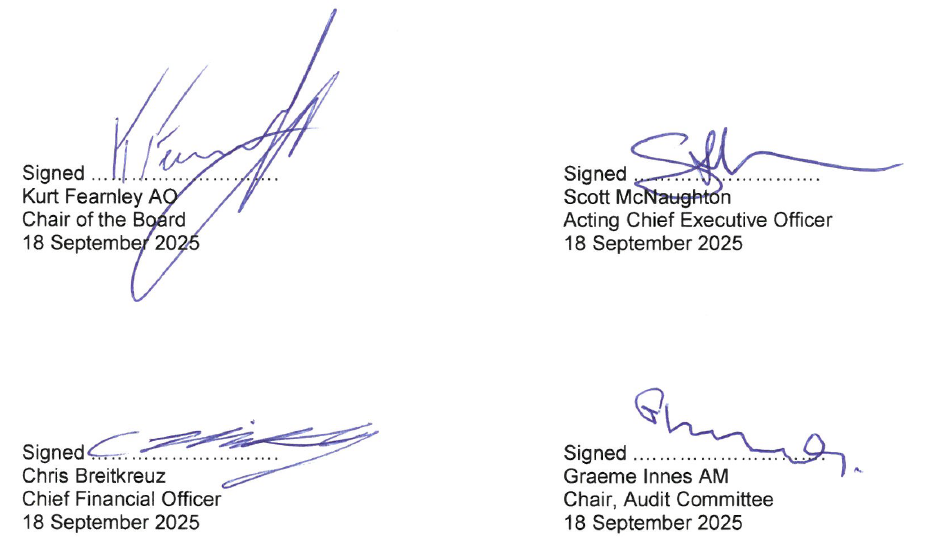 Signed ................................
Kurt Fearnley AO
Chair of the Board
18 September 2025
Signed ................................
Scott McNaughton
Acting Chief Executive Officer
18 September 2025
Signed ................................
Chris Breitkreuz
Chief Financial Officer
18 September 2025
Signed ................................
Graeme Innes AM
Chair, Audit Committee
18 September 2025